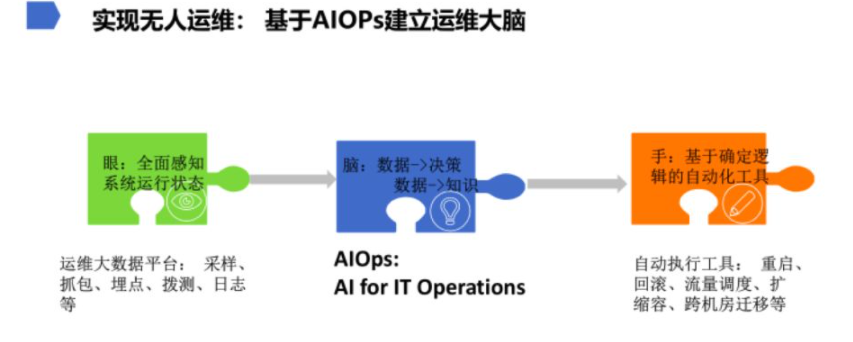 实现无人运维： 基于AIOPs建立运维大脑
眼：全面感知
系统运行状态
脑：数据->决策
数据->知识
手：基于确定逻
辑的自动化工具
运维大数据平台： 采样、
抓包、埋点、拨测、日志
等
AIOps:
AI for IT Operations
自动执行工具： 重启、
回滚、流量调度、扩
缩容、跨机房迁移等